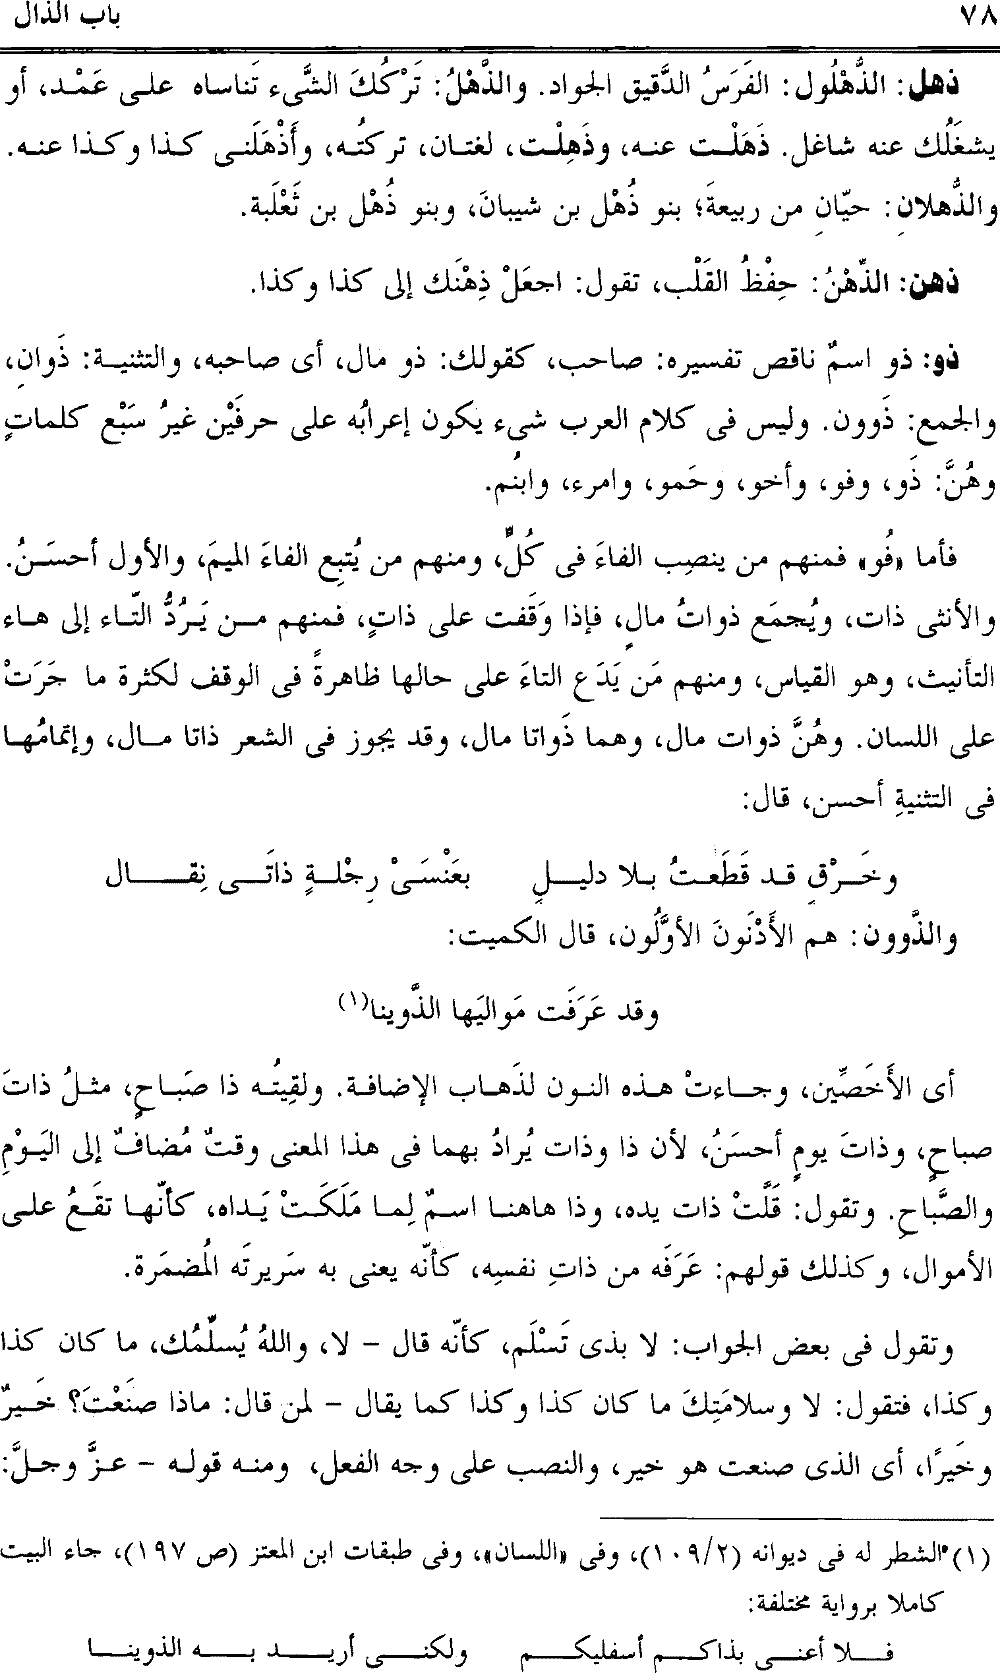 ٧٨ باب الذال
ذهل: الذُّهْلُول: الفَرَسُ الدَّقيق الجواد. والذَّهْلُ: تَرْكُكَ الشَّىء تَناساه على عَمْد، أو
يشغَلُك عنه شاغل. ذَهَلْت عنه، وذَهِلْت، لغتان، تركتُه، وأَذْهَلَنى كذا وكذا عنه.
والذُّهلانِ: حيّانِ من ربيعةَ؛ بنو ذُهْل بن شيبانَ، وبنو ذُهْل بن ثَعْلَبة.
ذهن: الذِّهْنُ: حِفْظُ القَلْب، تقول: اجعَلْ ذِهْنَك إلى كذا وكذا.
ذو: ذو اسمٌ ناقص تفسيره: صاحب، كقولك: ذو مال، أى صاحبه، والتثنية: ذَوانِ،
والجمع: ذَوون. وليس فى كلام العرب شىء يكون إعرابُه على حرفَيْن غيرُ سَبْع كلماتٍ
وهُنَّ: ذَو، وفو، وأخو، وحَمو، وامرء، وابنُم.
فأما «فُو» فمنهم من ينصِب الفاءَ فى كُلٍّ، ومنهم من يُتبِع الفاءَ الميمَ، والأول أحسَنُ.
والأنثى ذات، ويُجمَع ذواتُ مالٍ، فإذا وَقَفت على ذاتٍ، فمنهم من يَرُدُّ التّاء إلى هاء
التأنيث، وهو القياس، ومنهم مَن يَدَع التاءَ على حالها ظاهرةً فى الوقف لكثرة ما جَرَتْ
على اللسان. وهُنَّ ذوات مال، وهما ذَواتا مال، وقد يجوز فى الشعر ذاتا مال، وإتمامُها
فى التثنيةِ أحسن، قال:
وخَرْقٍ قد قَطَعتُ بلا دليلٍ بعَنْسَىْ رِجْلةٍ ذاتَى نِقال
والذَّوون: هم الأَدْنَونَ الأوَّلُون، قال الكميت:
وقد عَرَفَت مَواليَها الذَّوينا(١)
أى الأَخَصِّين، وجاءتْ هذه النون لذَهاب الإضافة. ولقِيتُه ذا صَباحٍ، مثلُ ذاتَ
صباحٍ، وذاتَ يومٍ أحسَنُ، لأن ذا وذات يُرادُ بهما فى هذا المعنى وقتٌ مُضافٌ إلى اليَوْمِ
والصَّباحِ. وتقول: قَلَّتْ ذات يده، وذا هاهنا اسمٌ لِما مَلَكَتْ يَداه، كأنّها تقَعُ على
الأموال، وكذلك قولهم: عَرَفَه من ذاتِ نفسِه، كأنّه يعنى به سَريرتَه المُضمَرة.
وتقول فى بعض الجواب: لا بذى تَسْلَم، كأنّه قال – لا، واللهُ يُسلّمُك، ما كان كذا
وكذا، فتقول: لا وسلامَتِكَ ما كان كذا وكذا كما يقال – لمن قال: ماذا صنَعْتَ؟ خَيرٌ
وخَيرًا، أى الذى صنعت هو خير، والنصب على وجه الفعل، ومنه قوله – عزَّ وجلَّ:
(١) الشطر له فى ديوانه (١٠٩/٢)، وفى «اللسان»، وفى طبقات ابن المعتز (ص ١٩٧)، جاء البيت
كاملا برواية مختلفة:
فلا أعنى بذاكم أسفليكم ولكنى أريد به الذوينا